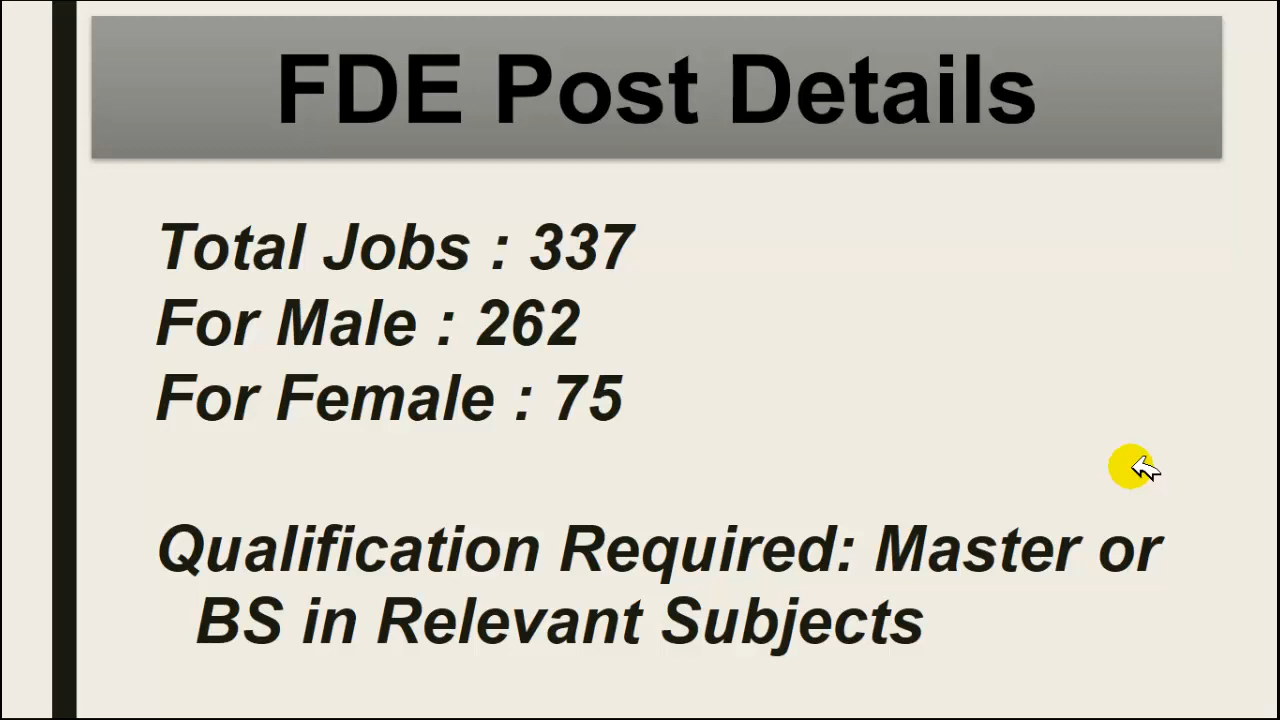 FDE Post Details
Total Jobs : 337
For Male : 262
For Female : 75
Qualification Required: Master or
BS in Relevant Subjects